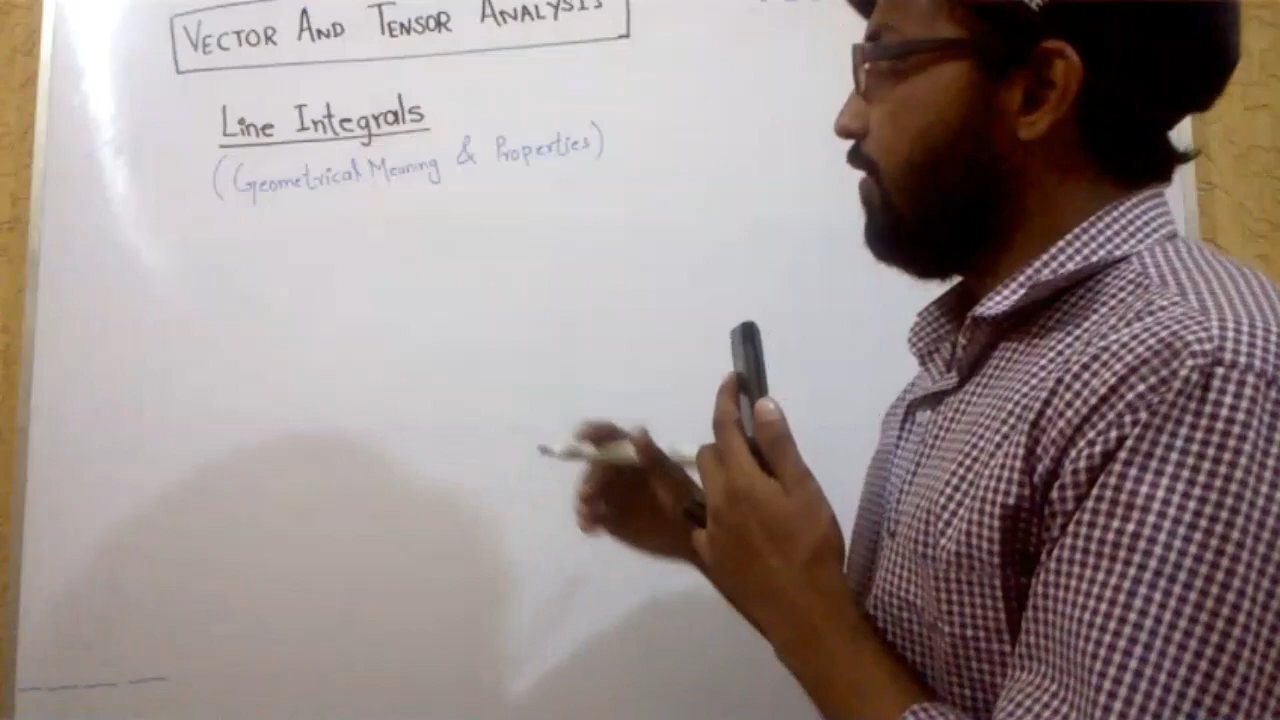 VECTOR AND TENSOR ANALYSIS
Line Integrals
(Geometrical Meaning & Properties)